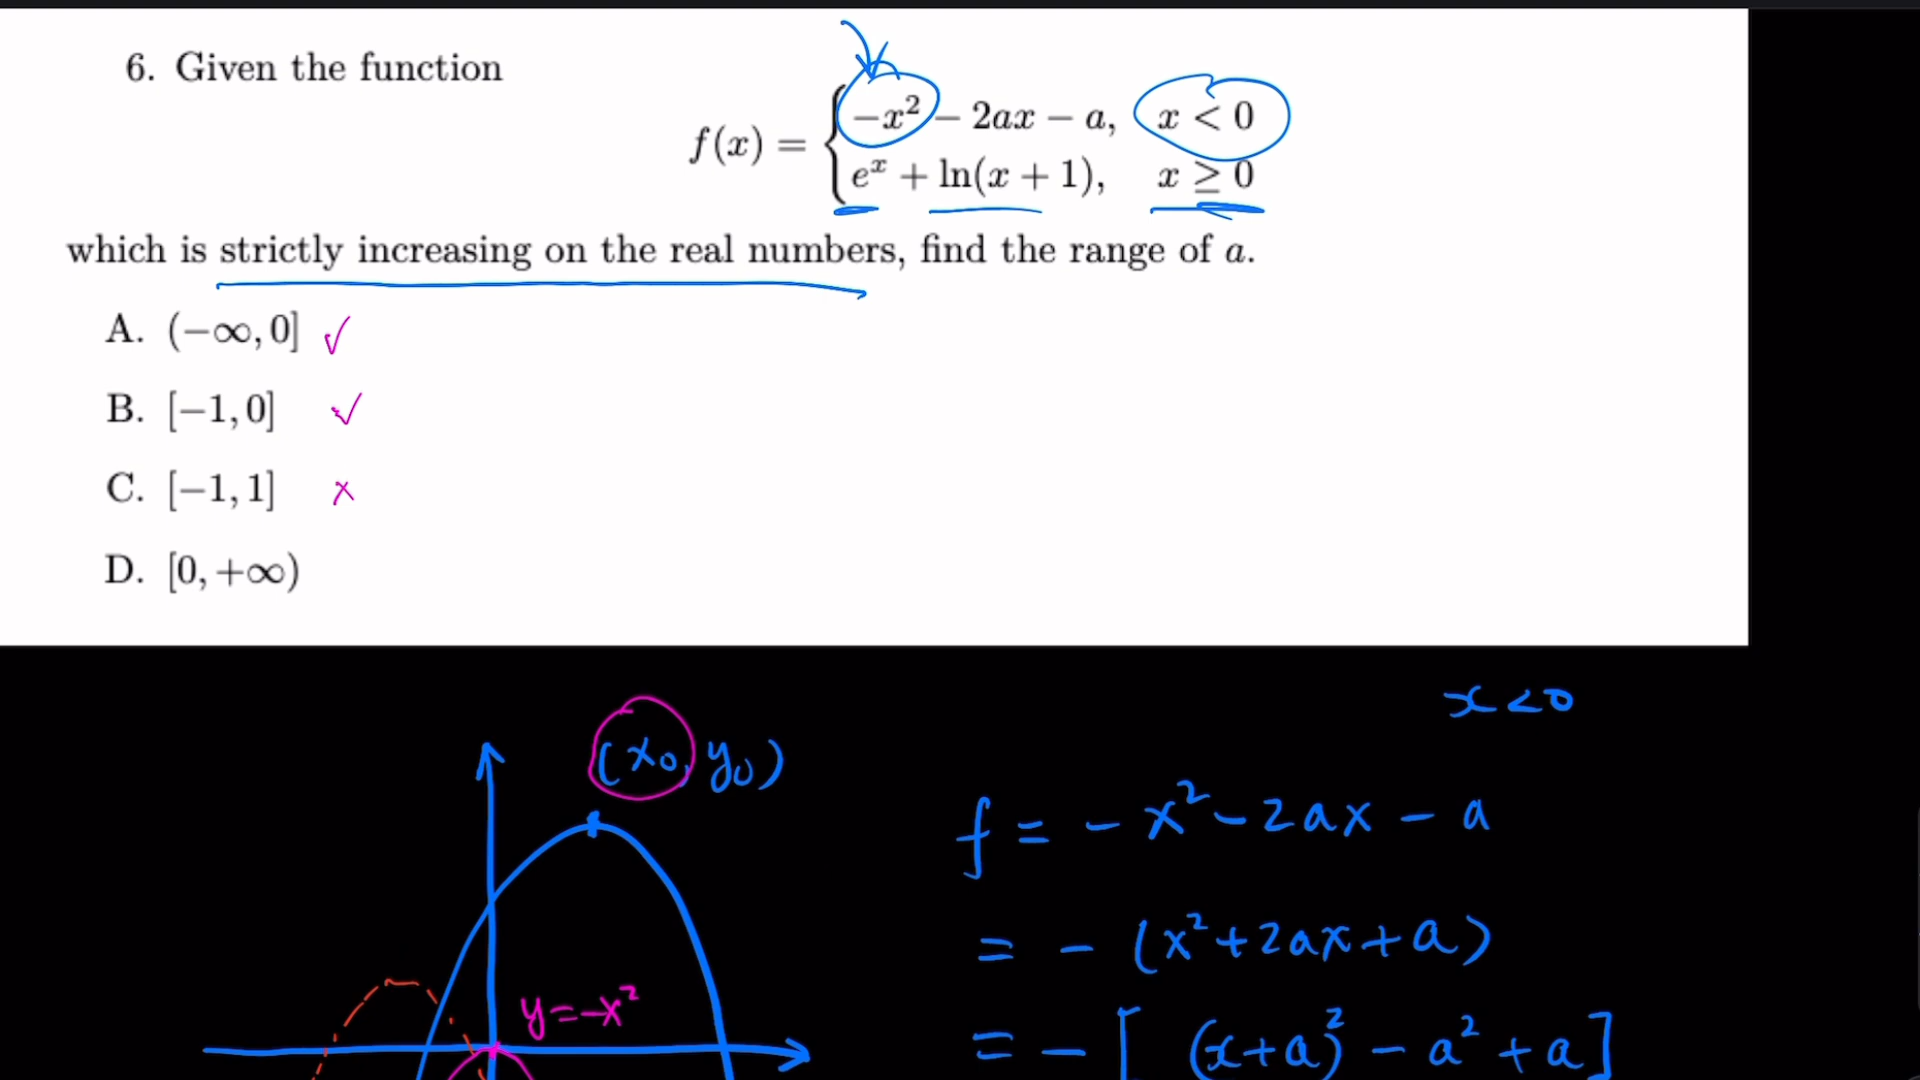 6. Given the function
f(x) = { −x² − 2ax − a, x < 0
e^x + ln(x + 1), x ≥ 0
which is strictly increasing on the real numbers, find the range of a.
A. (−∞, 0] ✓
B. [−1, 0] ✓
C. [−1, 1] ×
D. [0, +∞)
x<0
(x₀, y₀)
f = − x² − 2ax − a
= − (x²+2ax+a)
y=−x²
= − [ (x+a)² − a² + a ]